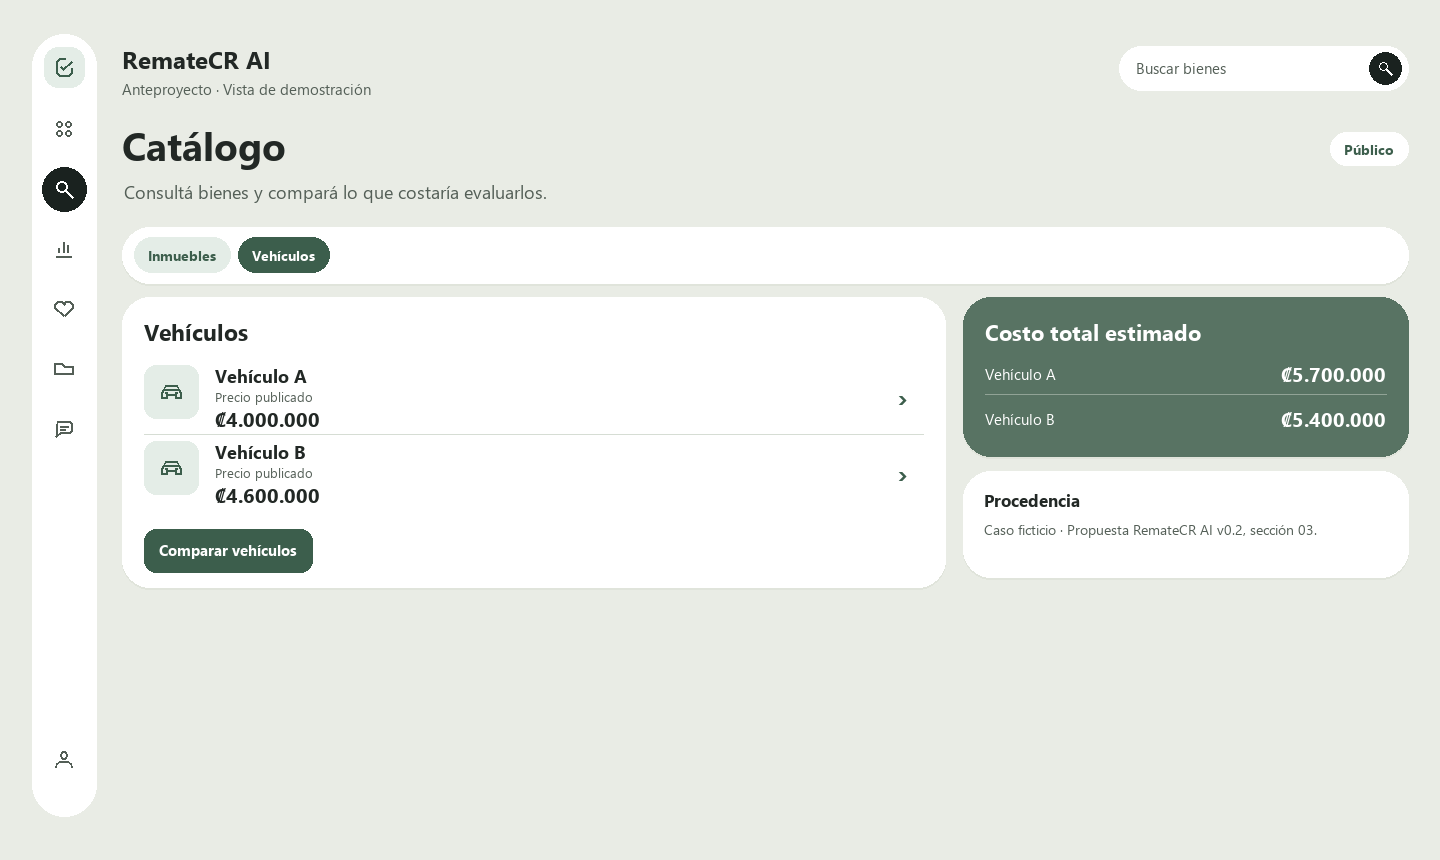 RemateCR AI
Anteproyecto · Vista de demostración
Buscar bienes
Catálogo
Público
Consultá bienes y compará lo que costaría evaluarlos.
Inmuebles
Vehículos
Vehículos
Vehículo A
Precio publicado
₡4.000.000
Vehículo B
Precio publicado
₡4.600.000
Comparar vehículos
Costo total estimado
Vehículo A
₡5.700.000
Vehículo B
₡5.400.000
Procedencia
Caso ficticio · Propuesta RemateCR AI v0.2, sección 03.